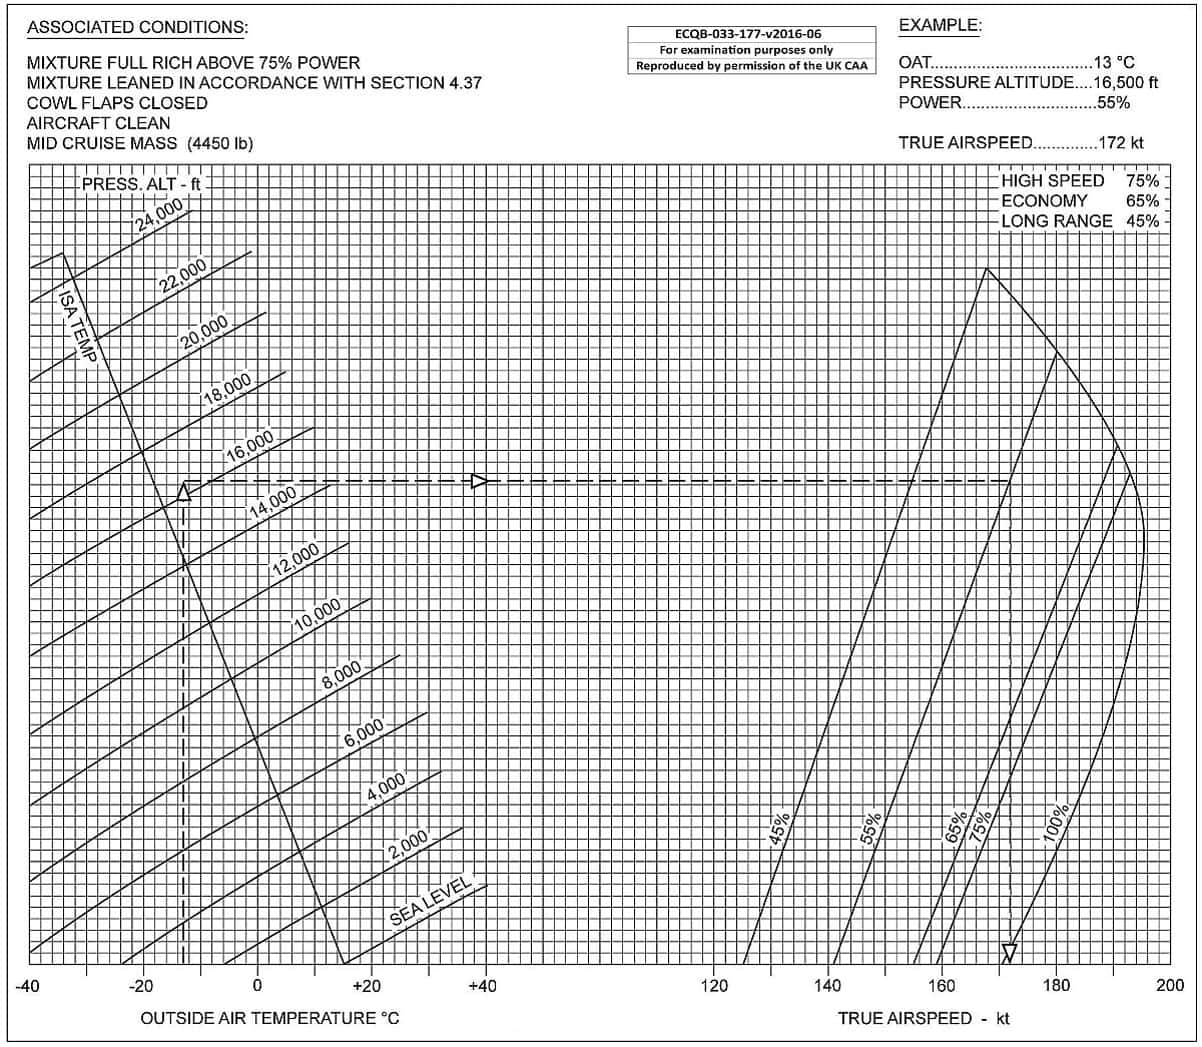 ASSOCIATED CONDITIONS:
MIXTURE FULL RICH ABOVE 75% POWER
MIXTURE LEANED IN ACCORDANCE WITH SECTION 4.37
COWL FLAPS CLOSED
AIRCRAFT CLEAN
MID CRUISE MASS (4450 lb)
ECQB-033-177-v2016-06
For examination purposes only
Reproduced by permission of the UK CAA
EXAMPLE:
OAT.................................13 °C
PRESSURE ALTITUDE....16,500 ft
POWER...........................55%
TRUE AIRSPEED.............172 kt
PRESS. ALT - ft
HIGH SPEED 75%
ECONOMY 65%
LONG RANGE 45%
24,000
22,000
ISA TEMP
20,000
18,000
16,000
14,000
12,000
10,000
8,000
6,000
4,000
2,000
SEA LEVEL
45%
55%
65%
75%
100%
-40 -20 0 +20 +40 120 140 160 180 200
OUTSIDE AIR TEMPERATURE °C
TRUE AIRSPEED - kt